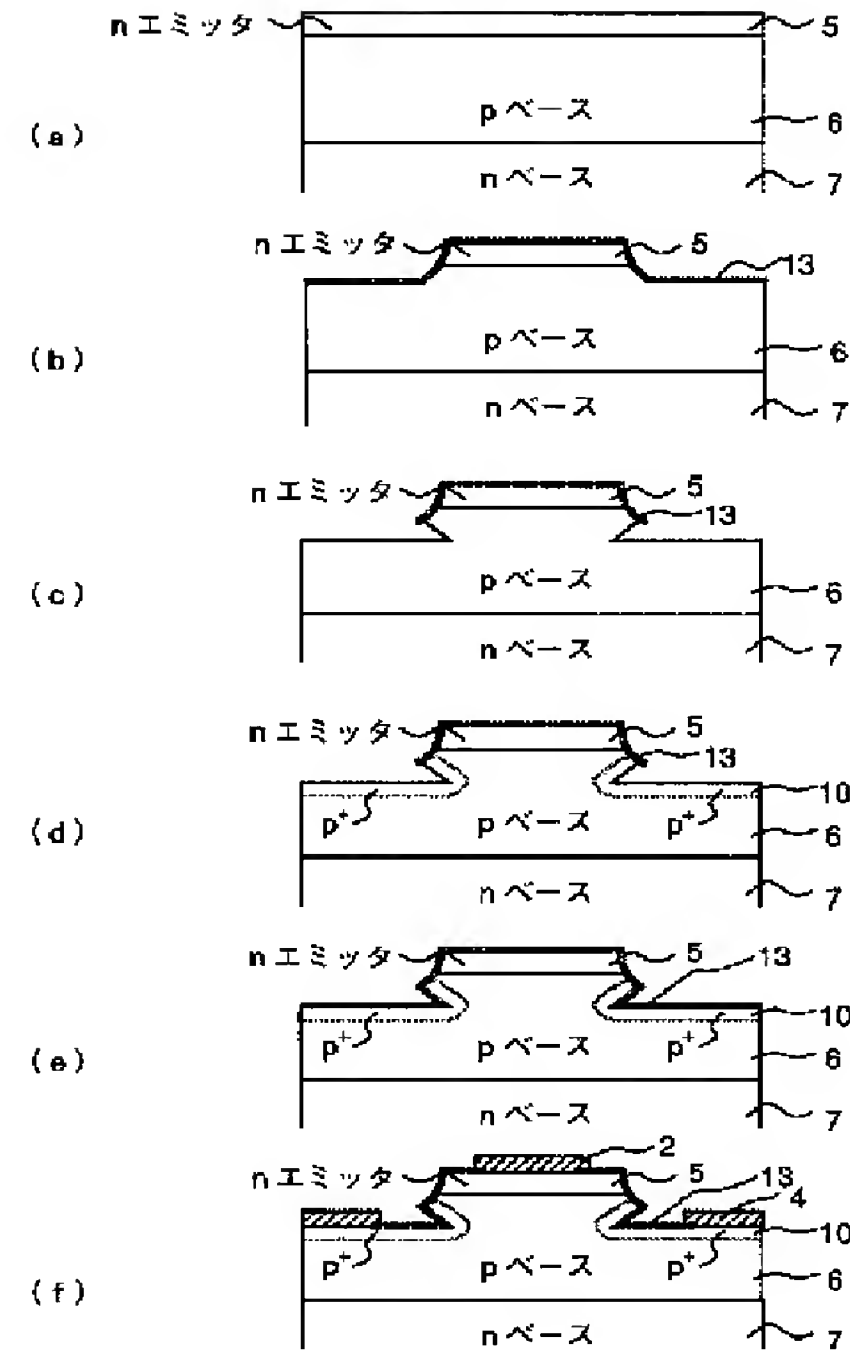 nエミッタ 5
pベース 6
(a)
nベース 7
nエミッタ 5
13
pベース 6
(b)
nベース 7
nエミッタ 5
13
pベース 6
(c)
nベース 7
nエミッタ 5
13
10
p+ pベース p+ 6
(d)
nベース 7
nエミッタ 5 13
10
p+ pベース p+ 6
(e)
nベース 7
2
nエミッタ 5 13
4
10
p+ pベース p+ 6
(f)
nベース 7